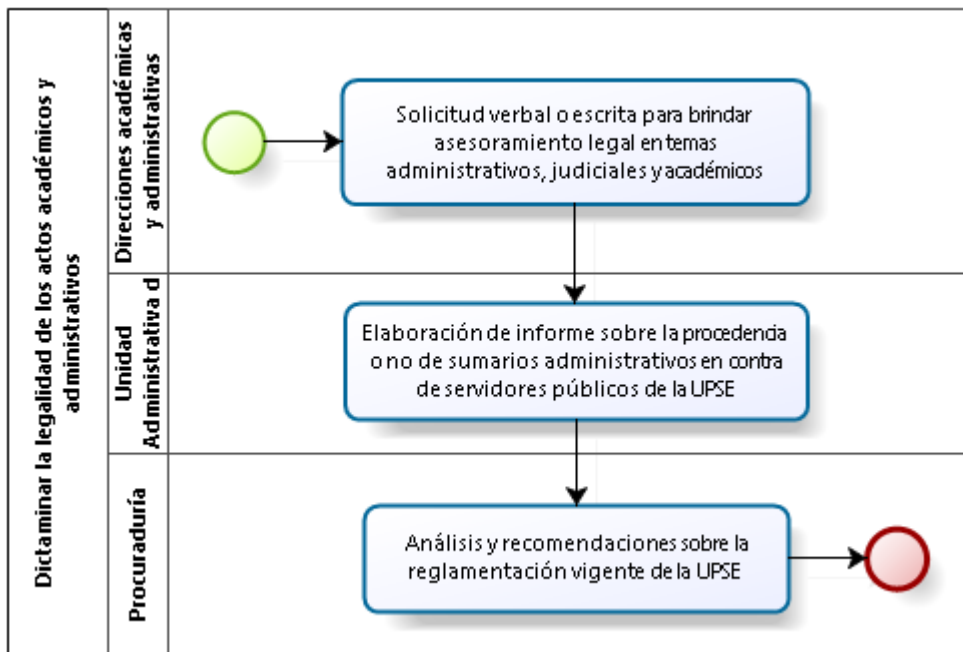 Dictaminar la legalidad de los actos académicos y
administrativos
Direcciones académicas
y administrativas
Solicitud verbal o escrita para brindar
asesoramiento legal en temas
administrativos, judiciales y académicos
Unidad
Administrativa d
Elaboración de informe sobre la procedencia
o no de sumarios administrativos en contra
de servidores públicos de la UPSE
Procuraduría
Análisis y recomendaciones sobre la
reglamentación vigente de la UPSE